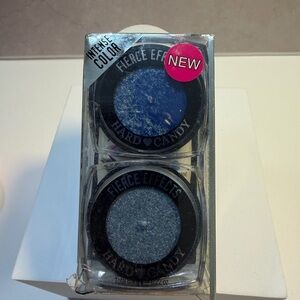 INTENSE
COLOR
NEW
FIERCE EFFECTS
HARD CANDY
FIERCE EFFECTS
HARD CANDY